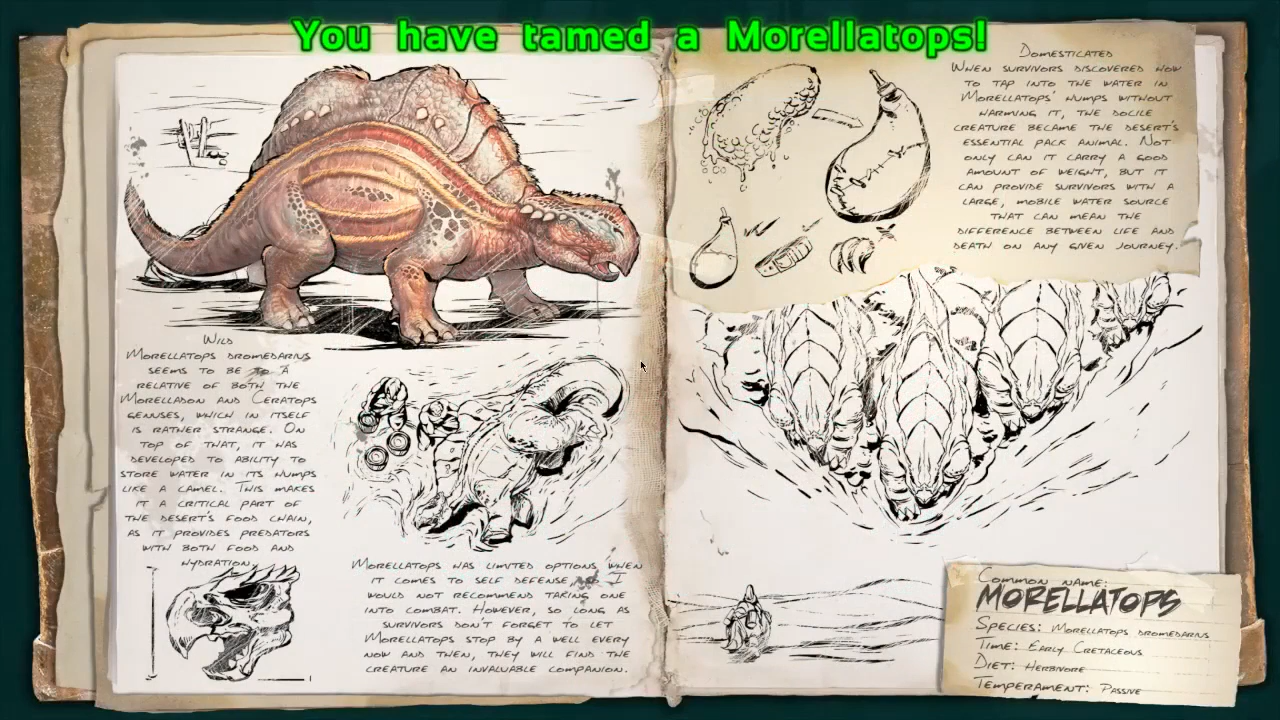 You have tamed a Morellatops!
Wild
Morellatops dromedarius
seems to be to a
relative of both the
Morelladon and Ceratops
genuses, which in itself
is rather strange. On
top of that, it was
developed to ability to
store water in its humps
like a camel. This makes
it a critical part of
the desert's food chain,
as it provides predators
with both food and
hydration.
Morellatops has limited options when
it comes to self defense, so I
would not recommend taking one
into combat. However, so long as
survivors don't forget to let
Morellatops stop by a well every
now and then, they will find the
creature an invaluable companion.
Domesticated
When survivors discovered how
to tap into the water in
Morellatops' humps without
harming it, the docile
creature became the desert's
essential pack animal. Not
only can it carry a good
amount of weight, but it
can provide survivors with a
large, mobile water source
that can mean the
difference between life and
death on any given journey.
Common name:
MORELLATOPS
Species: Morellatops dromedarius
Time: Early Cretaceous
Diet: Herbivore
Temperament: Passive